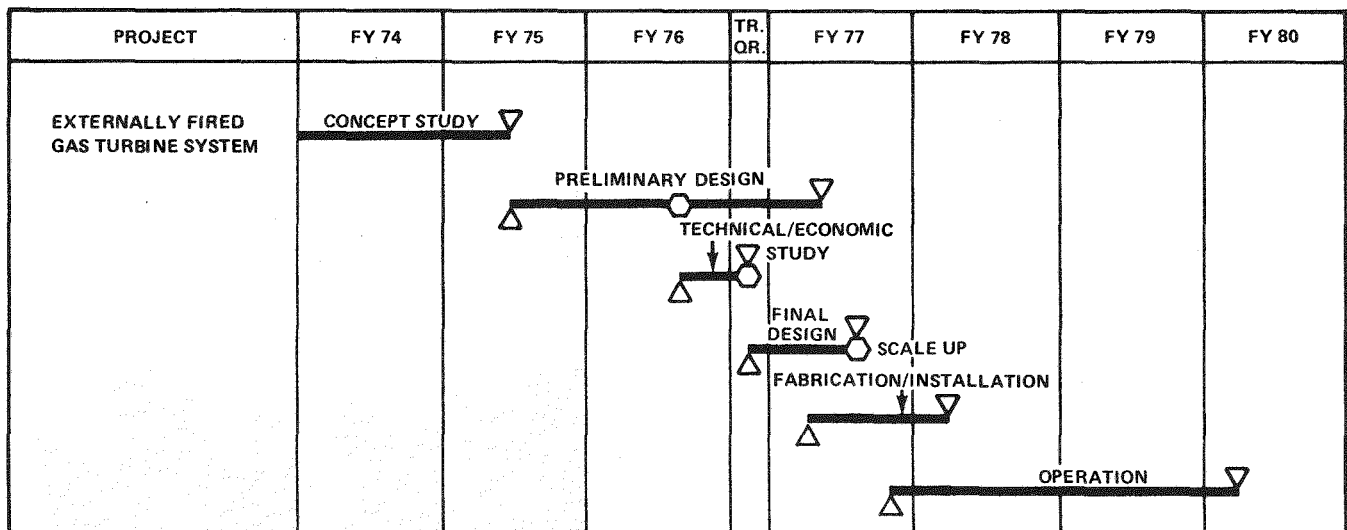 PROJECT
FY 74
FY 75
FY 76
TR.
QR.
FY 77
FY 78
FY 79
FY 80
EXTERNALLY FIRED
GAS TURBINE SYSTEM
CONCEPT STUDY
PRELIMINARY DESIGN
TECHNICAL/ECONOMIC
STUDY
FINAL
DESIGN
SCALE UP
FABRICATION/INSTALLATION
OPERATION